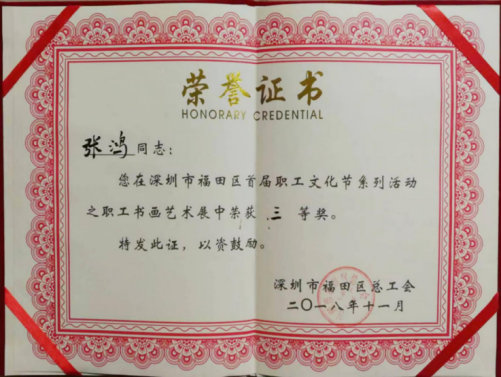 荣誉证书
HONORARY CREDENTIAL
张鸿同志：
您在深圳市福田区首届职工文化节系列活动
之职工书画艺术展中荣获 三 等奖。
特发此证，以资鼓励。
深圳市福田区总工会
二〇一八年十一月